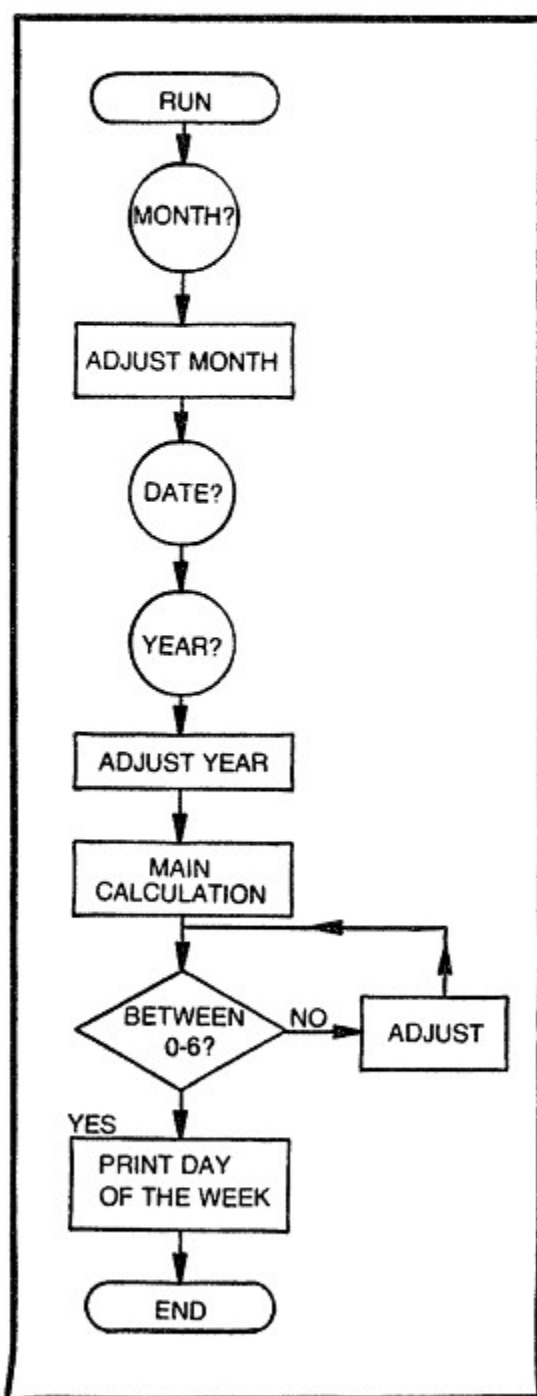 RUN
MONTH?
ADJUST MONTH
DATE?
YEAR?
ADJUST YEAR
MAIN
CALCULATION
BETWEEN
0-6?
NO
ADJUST
YES
PRINT DAY
OF THE WEEK
END